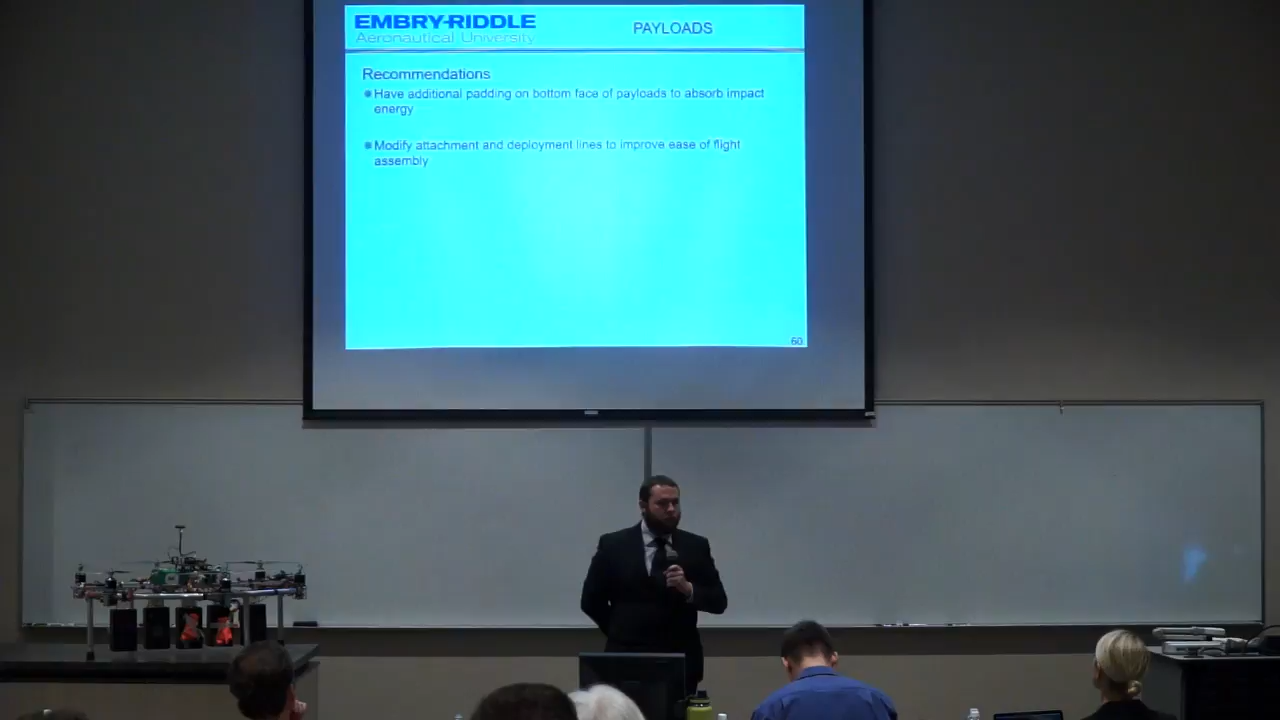 EMBRY-RIDDLE
Aeronautical University
PAYLOADS
Recommendations
Have additional padding on bottom face of payloads to absorb impact
energy
Modify attachment and deployment lines to improve ease of flight
assembly
60